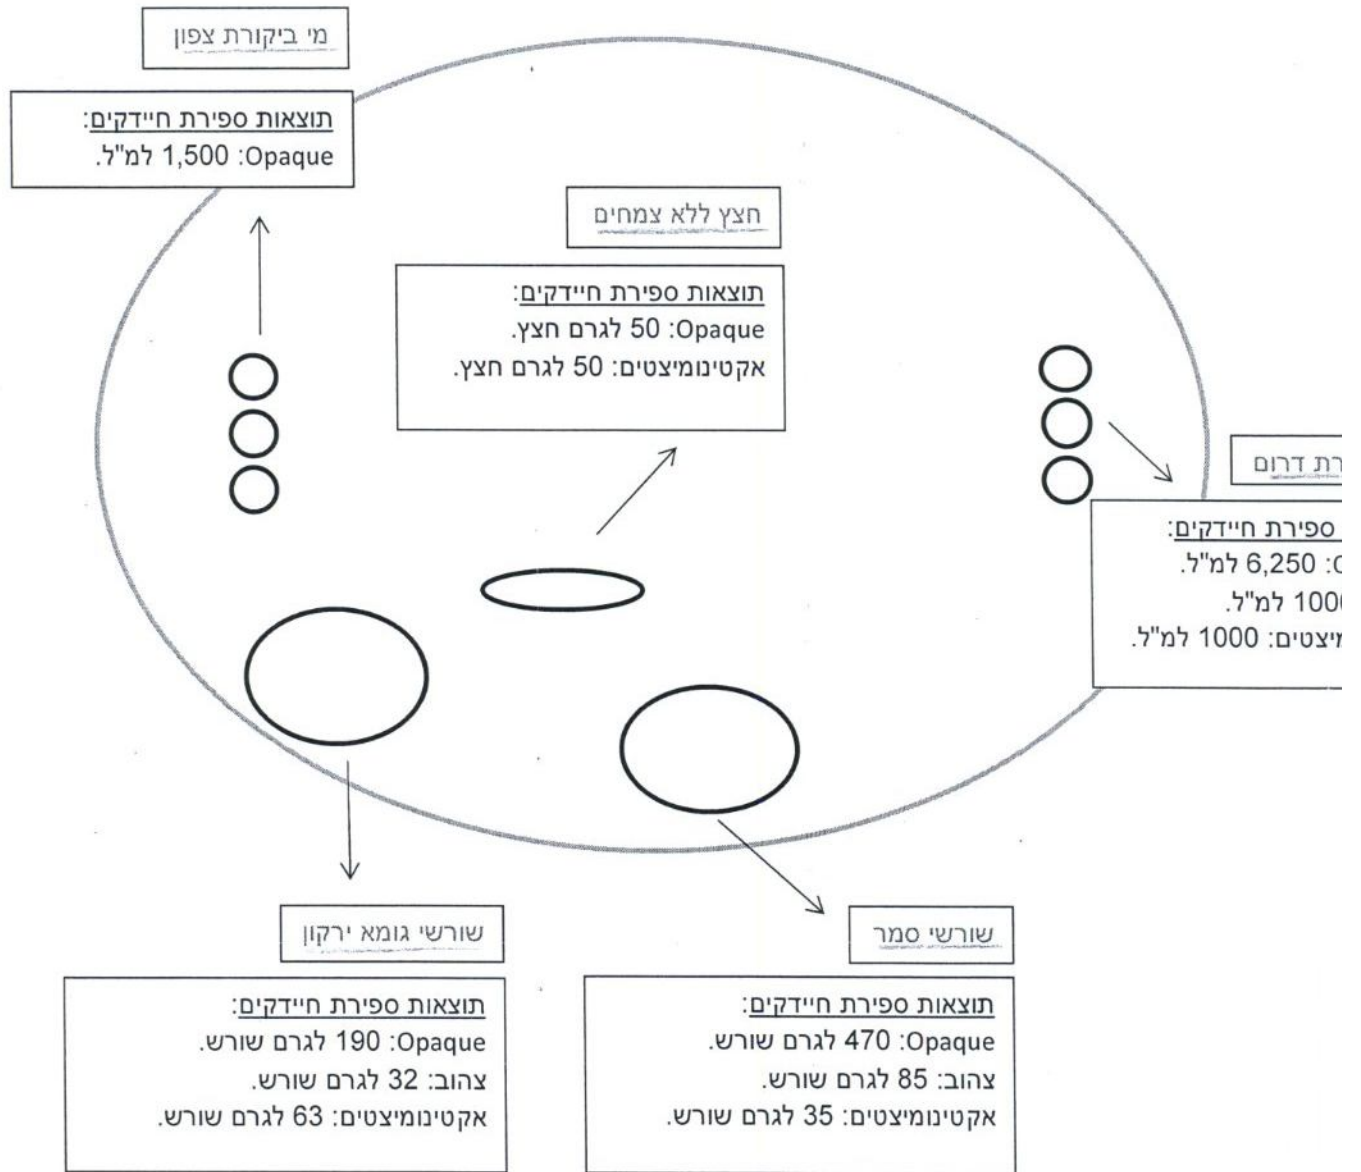 מי ביקורת צפון
תוצאות ספירת חיידקים:
Opaque: 1,500 למ"ל.
חצץ ללא צמחים
תוצאות ספירת חיידקים:
Opaque: 50 לגרם חצץ.
אקטינומיצטים: 50 לגרם חצץ.
דרום
ספירת חיידקים:
6,250 למ"ל.
למ"ל.
1000 למ"ל.
שורשי גומא ירקון
תוצאות ספירת חיידקים:
Opaque: 190 לגרם שורש.
צהוב: 32 לגרם שורש.
אקטינומיצטים: 63 לגרם שורש.
שורשי סמר
תוצאות ספירת חיידקים:
Opaque: 470 לגרם שורש.
צהוב: 85 לגרם שורש.
אקטינומיצטים: 35 לגרם שורש.